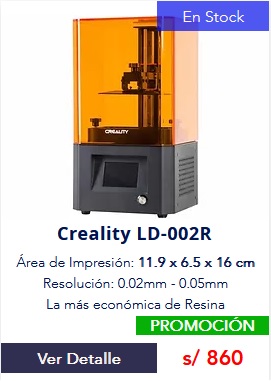 En Stock
CREALITY
Creality LD-002R
Área de Impresión: 11.9 x 6.5 x 16 cm
Resolución: 0.02mm - 0.05mm
La más económica de Resina
PROMOCIÓN
Ver Detalle s/ 860